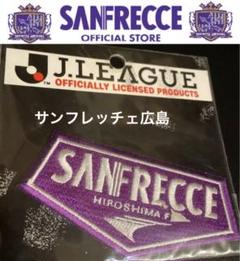 SANFRECCE
OFFICIAL STORE
J.LEAGUE
OFFICIALLY LICENSED PRODUCTS
サンフレッチェ広島
SANFRECCE
HIROSHIMA F